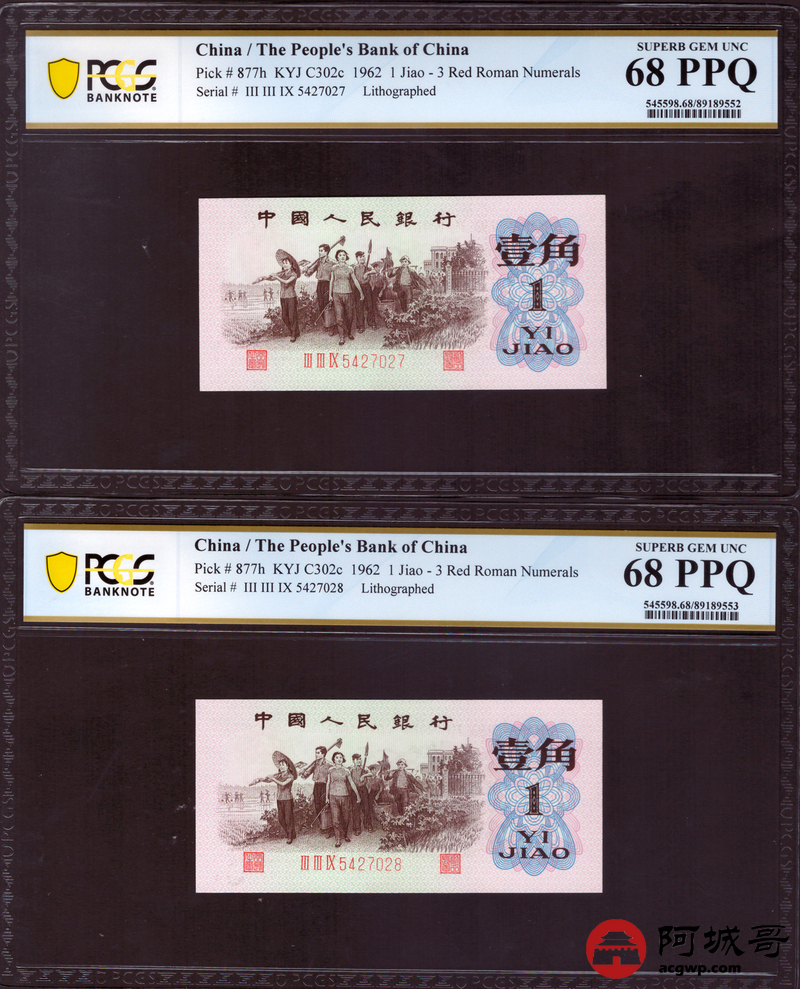 PCGS
BANKNOTE
China / The People's Bank of China
Pick # 877h KYJ C302c 1962 1 Jiao - 3 Red Roman Numerals
Serial # III III IX 5427027 Lithographed
SUPERB GEM UNC
68 PPQ
545598.68/89189552
中國人民銀行
壹角
1
YI
JIAO
III III IX 5427027
PCGS
BANKNOTE
China / The People's Bank of China
Pick # 877h KYJ C302c 1962 1 Jiao - 3 Red Roman Numerals
Serial # III III IX 5427028 Lithographed
SUPERB GEM UNC
68 PPQ
545598.68/89189553
中國人民銀行
壹角
1
YI
JIAO
III III IX 5427028
阿城哥
acgwp.com